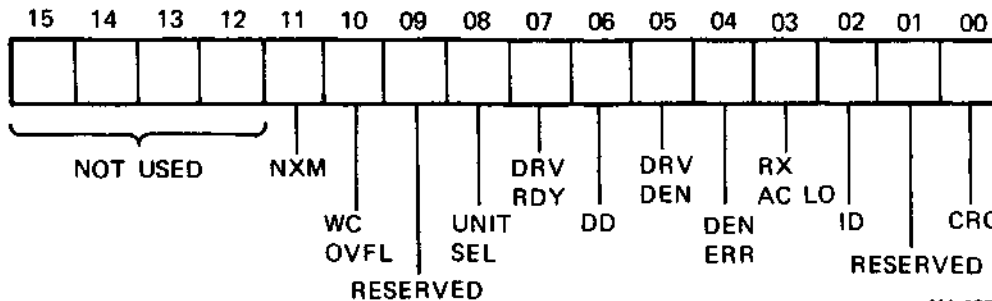 15 14 13 12 11 10 09 08 07 06 05 04 03 02 01 00
NOT USED NXM DRV DRV RX
RDY DEN AC LO
WC UNIT DD DEN ID CRC
OVFL SEL ERR
RESERVED RESERVED